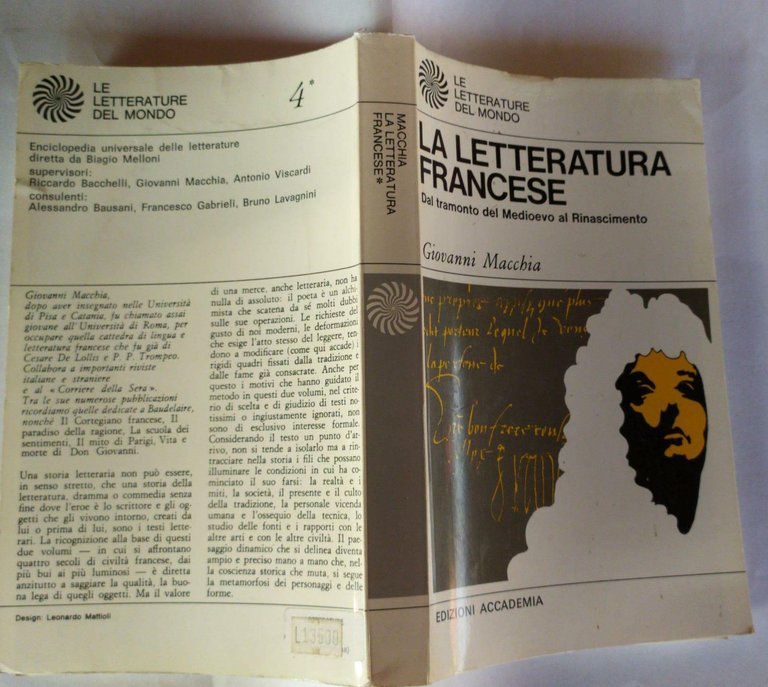 LE
LETTERATURE
DEL MONDO
4*
Enciclopedia universale delle letterature
diretta da Biagio Melloni
supervisori:
Riccardo Bacchelli, Giovanni Macchia, Antonio Viscardi
consulenti:
Alessandro Bausani, Francesco Gabrieli, Bruno Lavagnini
Giovanni Macchia,
dopo aver insegnato nelle Università
di Pisa e Catania, fu chiamato assai
giovane all'Università di Roma, per
occupare quella cattedra di lingua e
letteratura francese che fu già di
Cesare De Lollis e P. P. Trompeo.
Collabora a importanti riviste
italiane e straniere
e al «Corriere della Sera».
Tra le sue numerose pubblicazioni
ricordiamo quelle dedicate a Baudelaire,
nonché Il Cortegiano francese, Il
paradiso della ragione, La scuola dei
sentimenti, Il mito di Parigi, Vita e
morte di Don Giovanni.
Una storia letteraria non può essere,
in senso stretto, che una storia della
letteratura, dramma o commedia senza
fine dove l'eroe è lo scrittore e gli og-
getti che gli vivono intorno, creati da
lui o prima di lui, sono i testi lette-
rari. La ricognizione alla base di questi
due volumi — in cui si affrontano
quattro secoli di civiltà francese, dai
più bui ai più luminosi — è diretta
anzitutto a saggiare la qualità, la buo-
na lega di quegli oggetti. Ma il valore
di una merce, anche letteraria, non ha
nulla di assoluto: il poeta è un alchi-
mista che scatena da sé molti dubbi
sulle sue operazioni. Le richieste del
gusto di noi moderni, le deformazioni
che esige l'atto stesso del leggere, ten-
dono a modificare (come qui accade) i
rigidi quadri fissati dalla tradizione e
dalle fame già consacrate. Anche per
questo i motivi che hanno guidato il
metodo in questi due volumi, nel crite-
rio di scelta e di giudizio di testi no-
tissimi o ingiustamente ignorati, non
sono di esclusivo interesse formale.
Considerando il testo un punto d'ar-
rivo, non si tende a isolarlo ma a rin-
tracciare nella storia i fili che possano
illuminare le condizioni in cui ha co-
minciato il suo farsi: la realtà e i
miti, la società, il presente e il culto
della tradizione, la personale vicenda
umana e l'ossequio della tecnica, lo
studio delle fonti e i rapporti con le
altre arti e con le altre civiltà. Il pae-
saggio dinamico che si delinea diventa
ampio e preciso mano a mano che, nel-
la coscienza storica che muta, si segue
la metamorfosi dei personaggi e delle
forme.
Design: Leonardo Mattioli
L13500
MACCHIA
LA LETTERATURA
FRANCESE*
LE
LETTERATURE
DEL MONDO
LA LETTERATURA
FRANCESE
Dal tramonto del Medioevo al Rinascimento
Giovanni Macchia
EDIZIONI ACCADEMIA